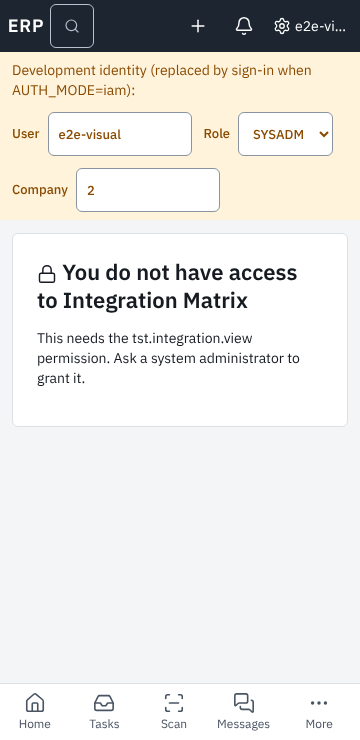 ERP
e2e-vi...
Development identity (replaced by sign-in when
AUTH_MODE=iam):
User e2e-visual Role SYSADM
Company 2
You do not have access
to Integration Matrix
This needs the tst.integration.view
permission. Ask a system administrator to
grant it.
Home Tasks Scan Messages More